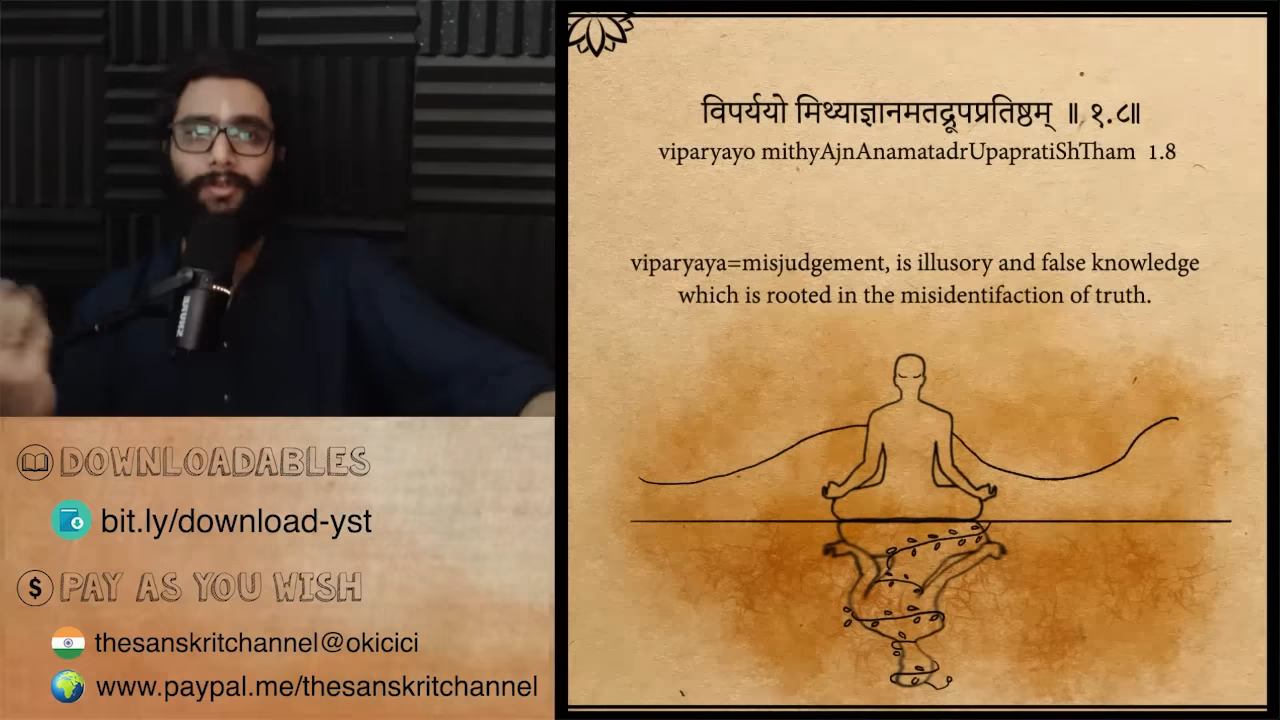 विपर्ययो मिथ्याज्ञानमतद्रूपप्रतिष्ठम् ॥ १.८॥
viparyayo mithyAjnAnamatadrUpapratiShTham 1.8
viparyaya=misjudgement, is illusory and false knowledge
which is rooted in the misidentifaction of truth.
DOWNLOADABLES
bit.ly/download-yst
$ PAY AS YOU WISH
thesanskritchannel@okicici
www.paypal.me/thesanskritchannel